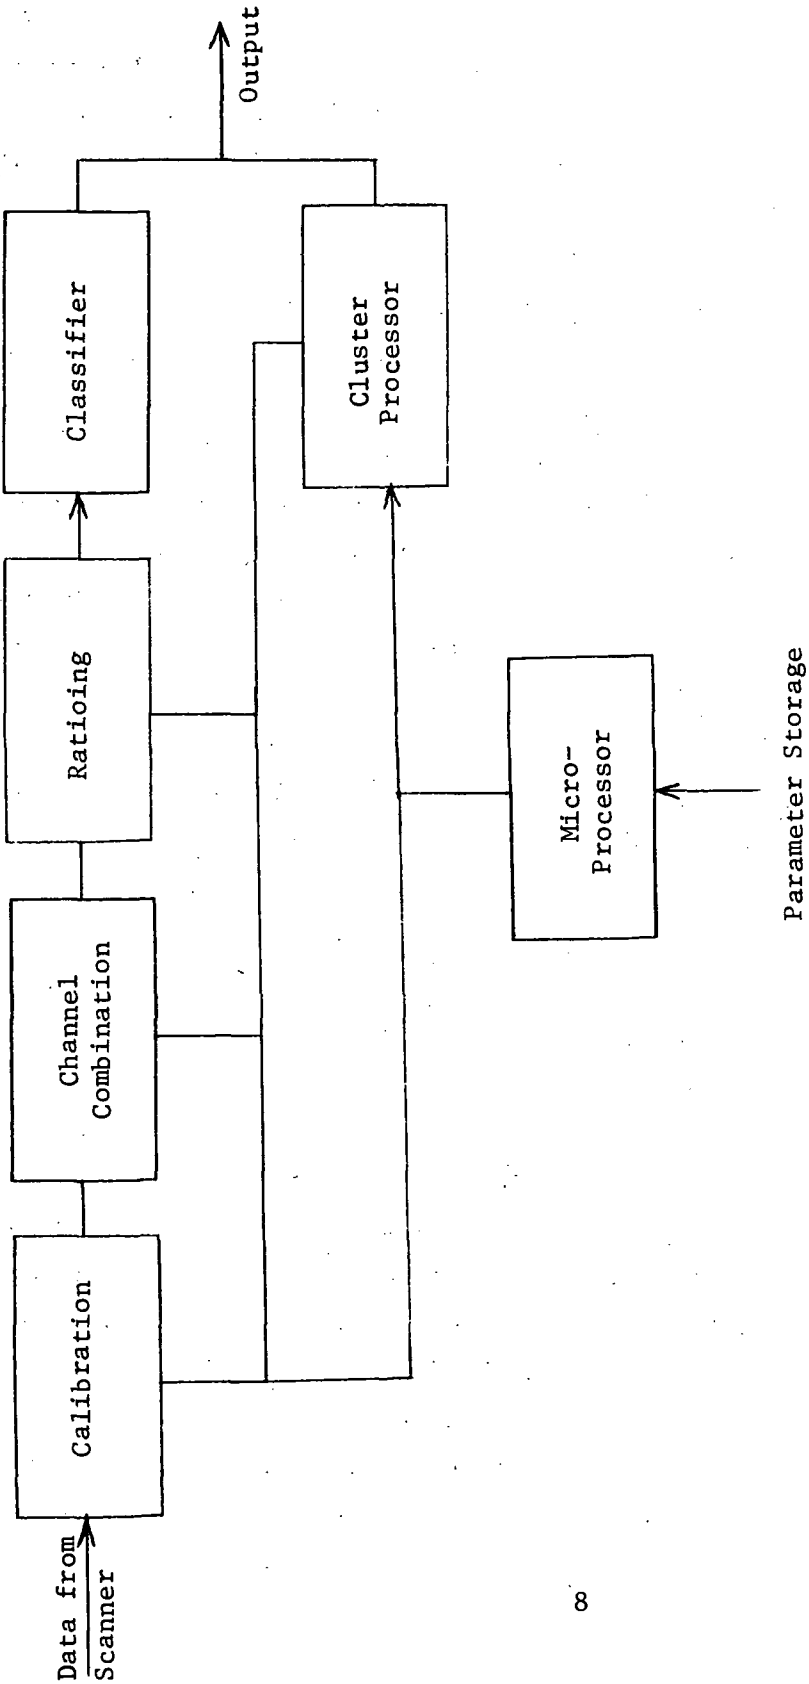 Data from
Scanner
Calibration
Channel
Combination
Ratioing
Classifier
Output
Cluster
Processor
Micro-
Processor
Parameter Storage
8